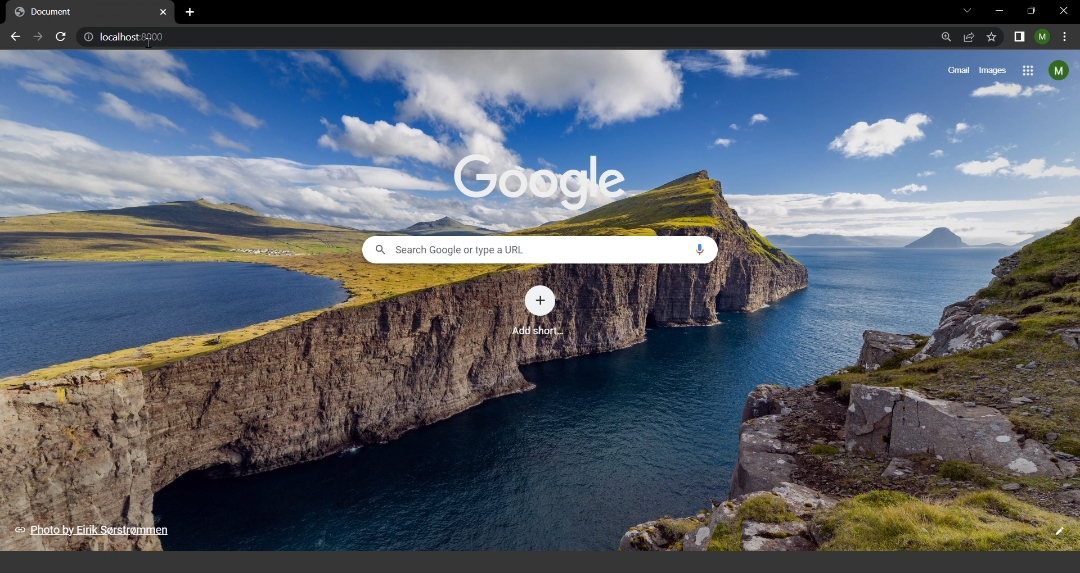 Document
localhost:8000
M
Gmail Images
M
Google
Search Google or type a URL
Add short...
Photo by Eirik Sørstrømmen